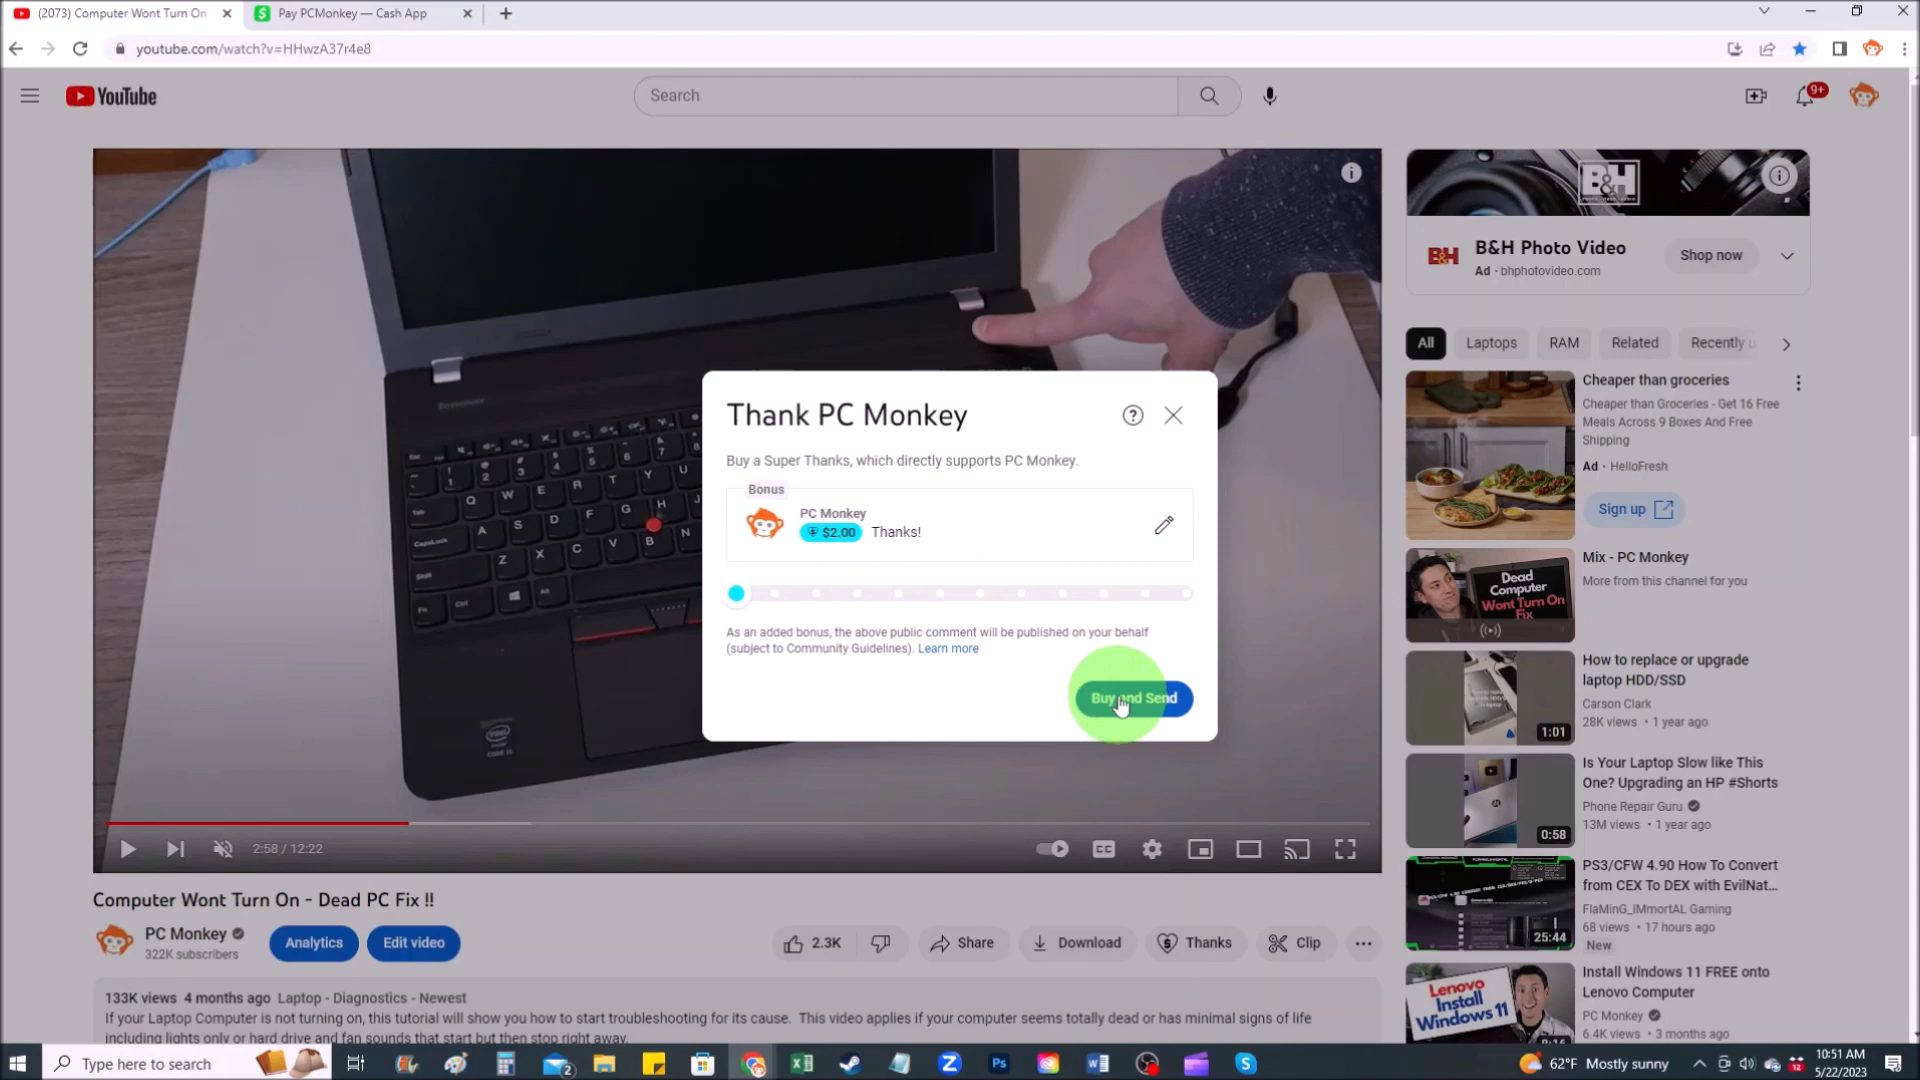 (2073) Computer Wont Turn On
Pay PCMonkey — Cash App
youtube.com/watch?v=HHwzA37r4e8
YouTube
Search
9+
B&H
B&H Photo Video
Ad · bhphotovideo.com
Shop now
All
Laptops
RAM
Related
Recently u
Thank PC Monkey
Buy a Super Thanks, which directly supports PC Monkey.
Bonus
PC Monkey
$2.00 Thanks!
As an added bonus, the above public comment will be published on your behalf
(subject to Community Guidelines). Learn more
Buy and Send
Cheaper than groceries
Cheaper than Groceries - Get 16 Free
Meals Across 9 Boxes And Free
Shipping
Ad · HelloFresh
Sign up
Dead
Computer
Wont Turn On
Fix
Mix - PC Monkey
More from this channel for you
How to replace or upgrade
laptop HDD/SSD
Carson Clark
28K views · 1 year ago
1:01
Is Your Laptop Slow like This
One? Upgrading an HP #Shorts
Phone Repair Guru
13M views · 1 year ago
0:58
PS3/CFW 4.90 How To Convert
from CEX To DEX with EvilNat...
FlaMinG_IMmortAL Gaming
68 views · 17 hours ago
New
25:44
Lenovo
Install
Windows 11
Install Windows 11 FREE onto
Lenovo Computer
PC Monkey
6.4K views · 3 months ago
8:16
2:58 / 12:22
CC
Computer Wont Turn On - Dead PC Fix !!
PC Monkey
322K subscribers
Analytics
Edit video
2.3K
Share
Download
Thanks
Clip
133K views 4 months ago Laptop - Diagnostics - Newest
If your Laptop Computer is not turning on, this tutorial will show you how to start troubleshooting for its cause. This video applies if your computer seems totally dead or has minimal signs of life
including lights only or hard drive and fan sounds that start but then stop right away.
Type here to search
62°F Mostly sunny
10:51 AM
5/22/2023